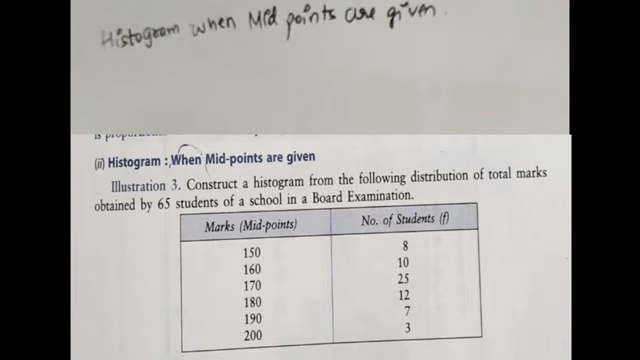 Histogram when Mid points are given.
(ii) Histogram : When Mid-points are given
Illustration 3. Construct a histogram from the following distribution of total marks
obtained by 65 students of a school in a Board Examination.
Marks (Mid-points) No. of Students (f)
150 8
160 10
170 25
180 12
190 7
200 3